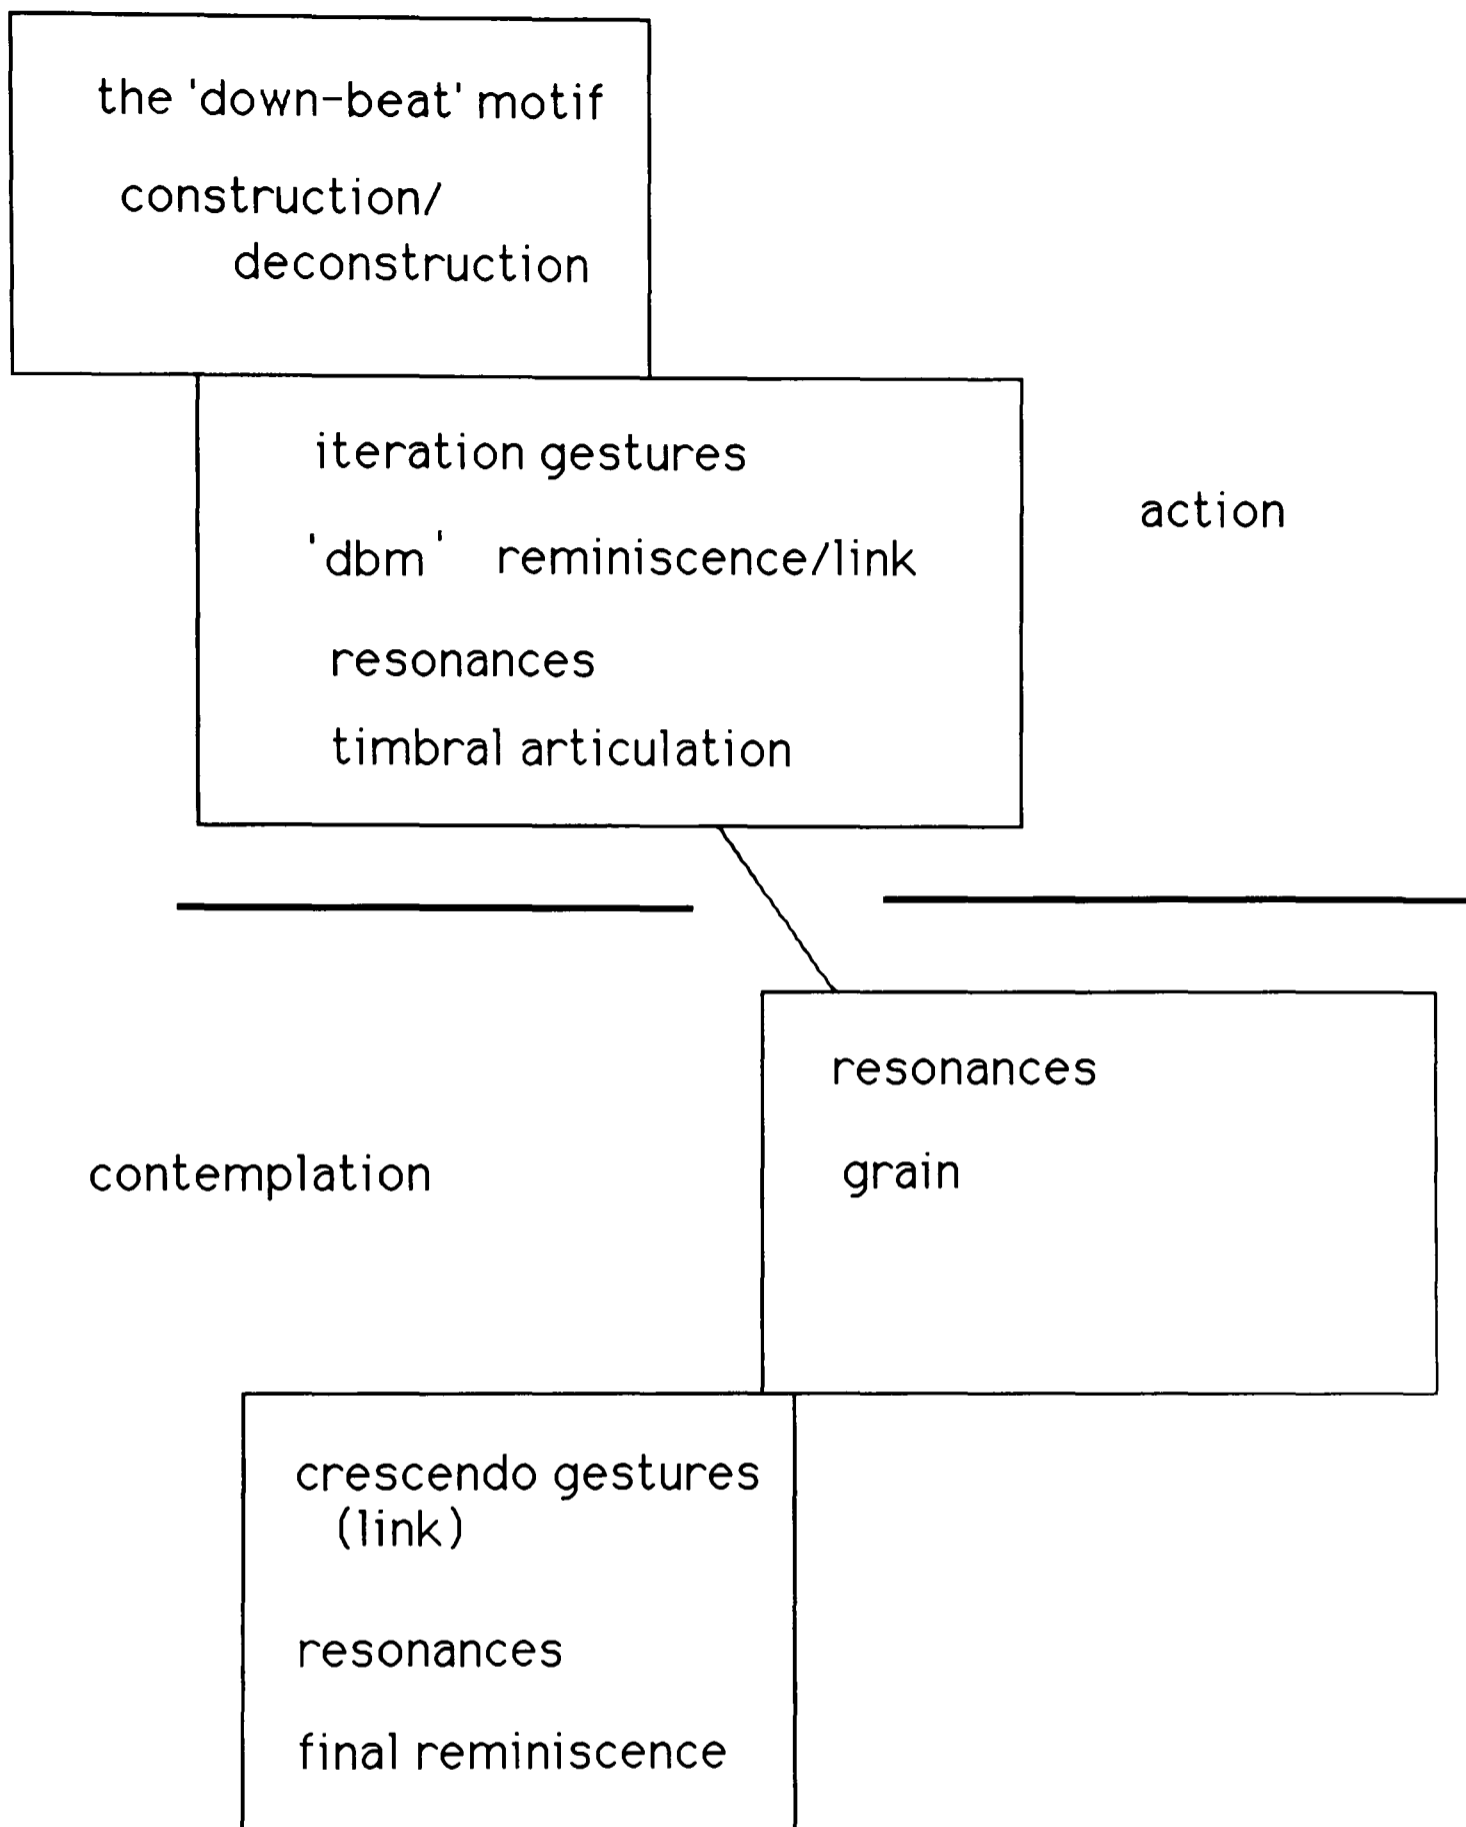 the 'down-beat' motif
construction/
deconstruction
iteration gestures
'dbm' reminiscence/link
action
resonances
timbral articulation
resonances
contemplation
grain
crescendo gestures
(link)
resonances
final reminiscence